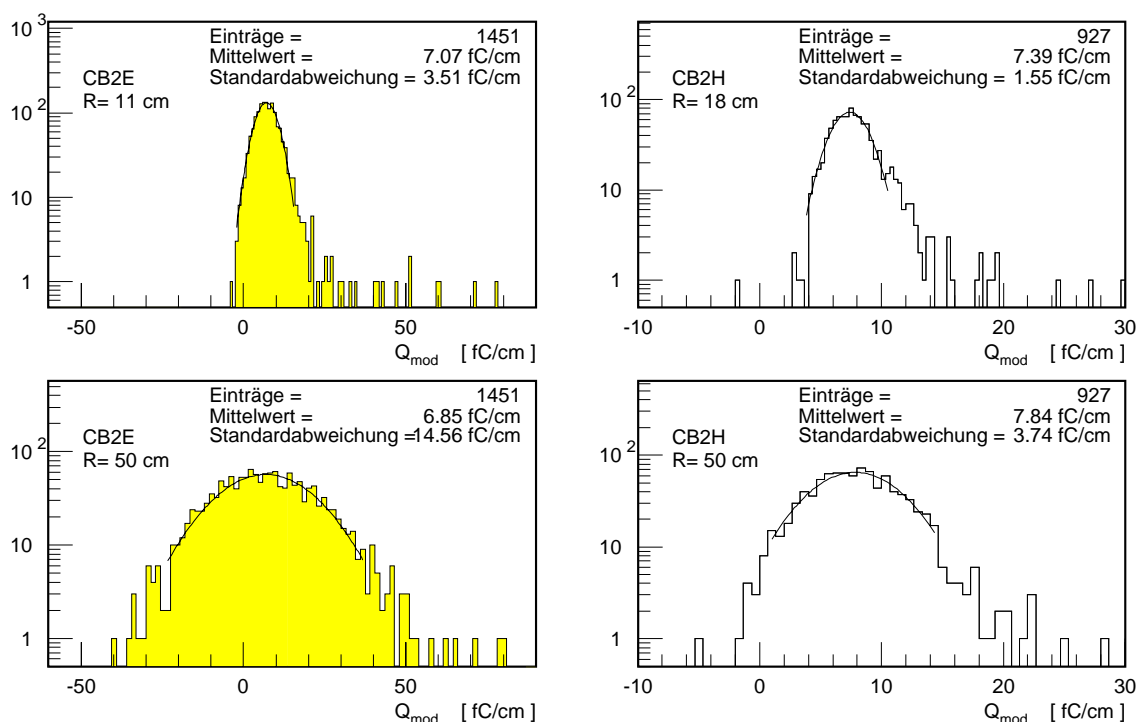 Einträge = 1451
Mittelwert = 7.07 fC/cm
Standardabweichung = 3.51 fC/cm
CB2E
R= 11 cm
10³
10²
10
1
-50 0 50
Q_mod [ fC/cm ]
Einträge = 927
Mittelwert = 7.39 fC/cm
Standardabweichung = 1.55 fC/cm
CB2H
R= 18 cm
10²
10
1
-10 0 10 20 30
Q_mod [ fC/cm ]
Einträge = 1451
Mittelwert = 6.85 fC/cm
Standardabweichung =14.56 fC/cm
CB2E
R= 50 cm
10²
10
1
-50 0 50
Q_mod [ fC/cm ]
Einträge = 927
Mittelwert = 7.84 fC/cm
Standardabweichung = 3.74 fC/cm
CB2H
R= 50 cm
10²
10
1
-10 0 10 20 30
Q_mod [ fC/cm ]